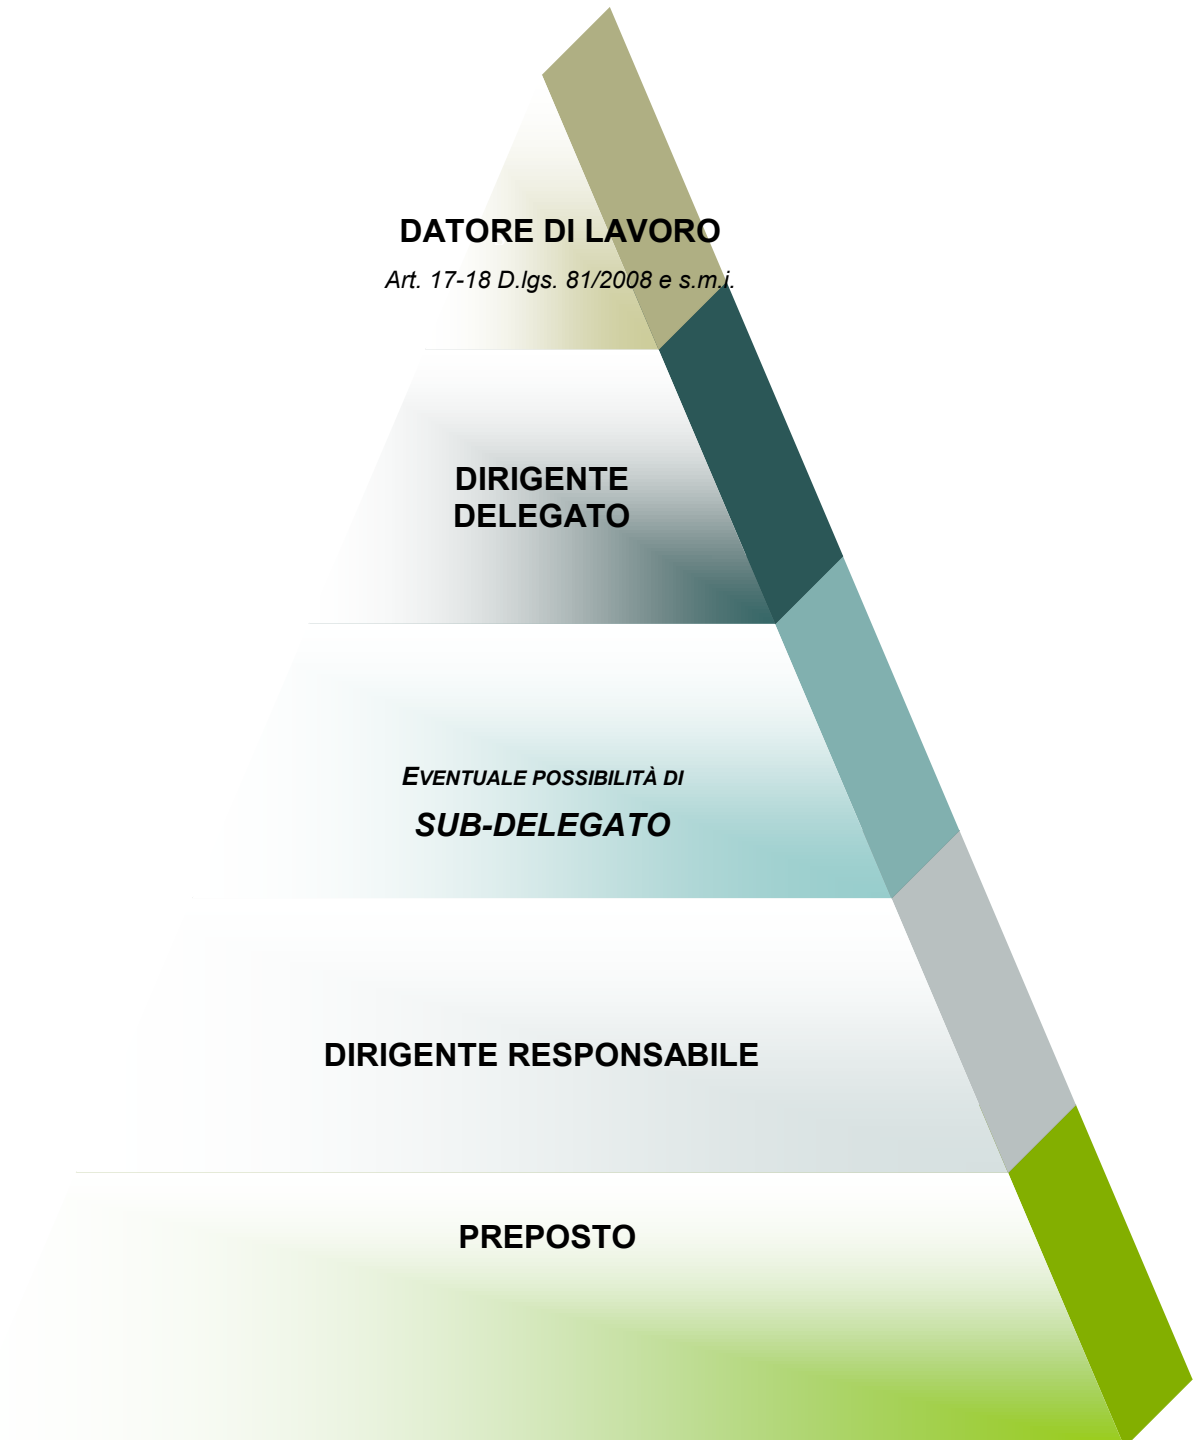 DATORE DI LAVORO
Art. 17-18 D.lgs. 81/2008 e s.m.i.
DIRIGENTE
DELEGATO
EVENTUALE POSSIBILITÀ DI
SUB-DELEGATO
DIRIGENTE RESPONSABILE
PREPOSTO